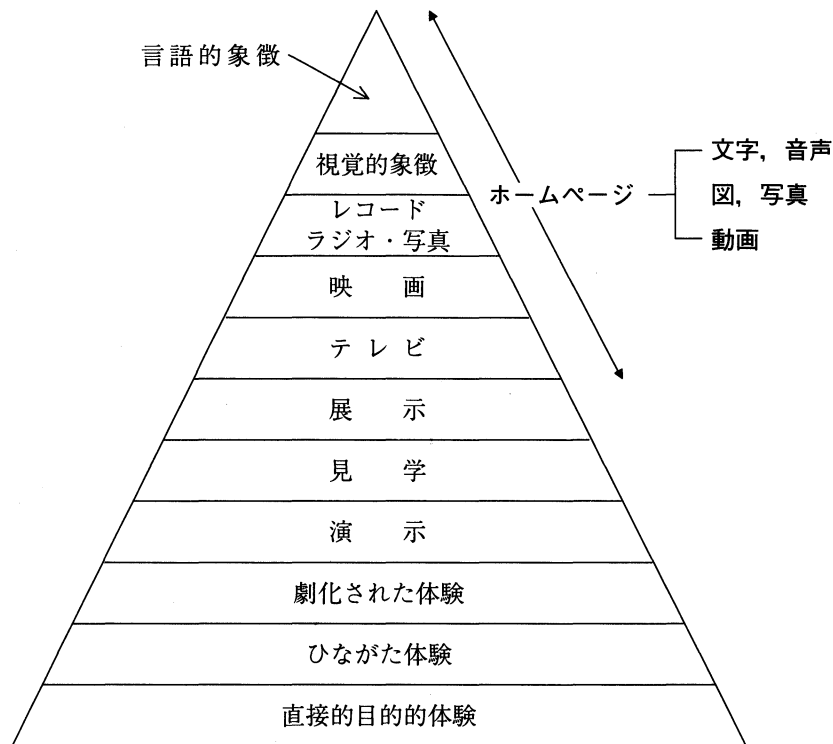 言語的象徴
視覚的象徴
レコード
ラジオ・写真
映 画
テレビ
展 示
見 学
演 示
劇化された体験
ひながた体験
直接的目的的体験
ホームページ
文字，音声
図，写真
動画